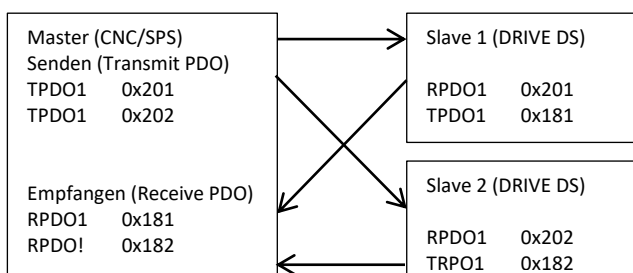 Master (CNC/SPS)
Senden (Transmit PDO)
TPDO1 0x201
TPDO1 0x202
Empfangen (Receive PDO)
RPDO1 0x181
RPDO! 0x182
Slave 1 (DRIVE DS)
RPDO1 0x201
TPDO1 0x181
Slave 2 (DRIVE DS)
RPDO1 0x202
TRPO1 0x182